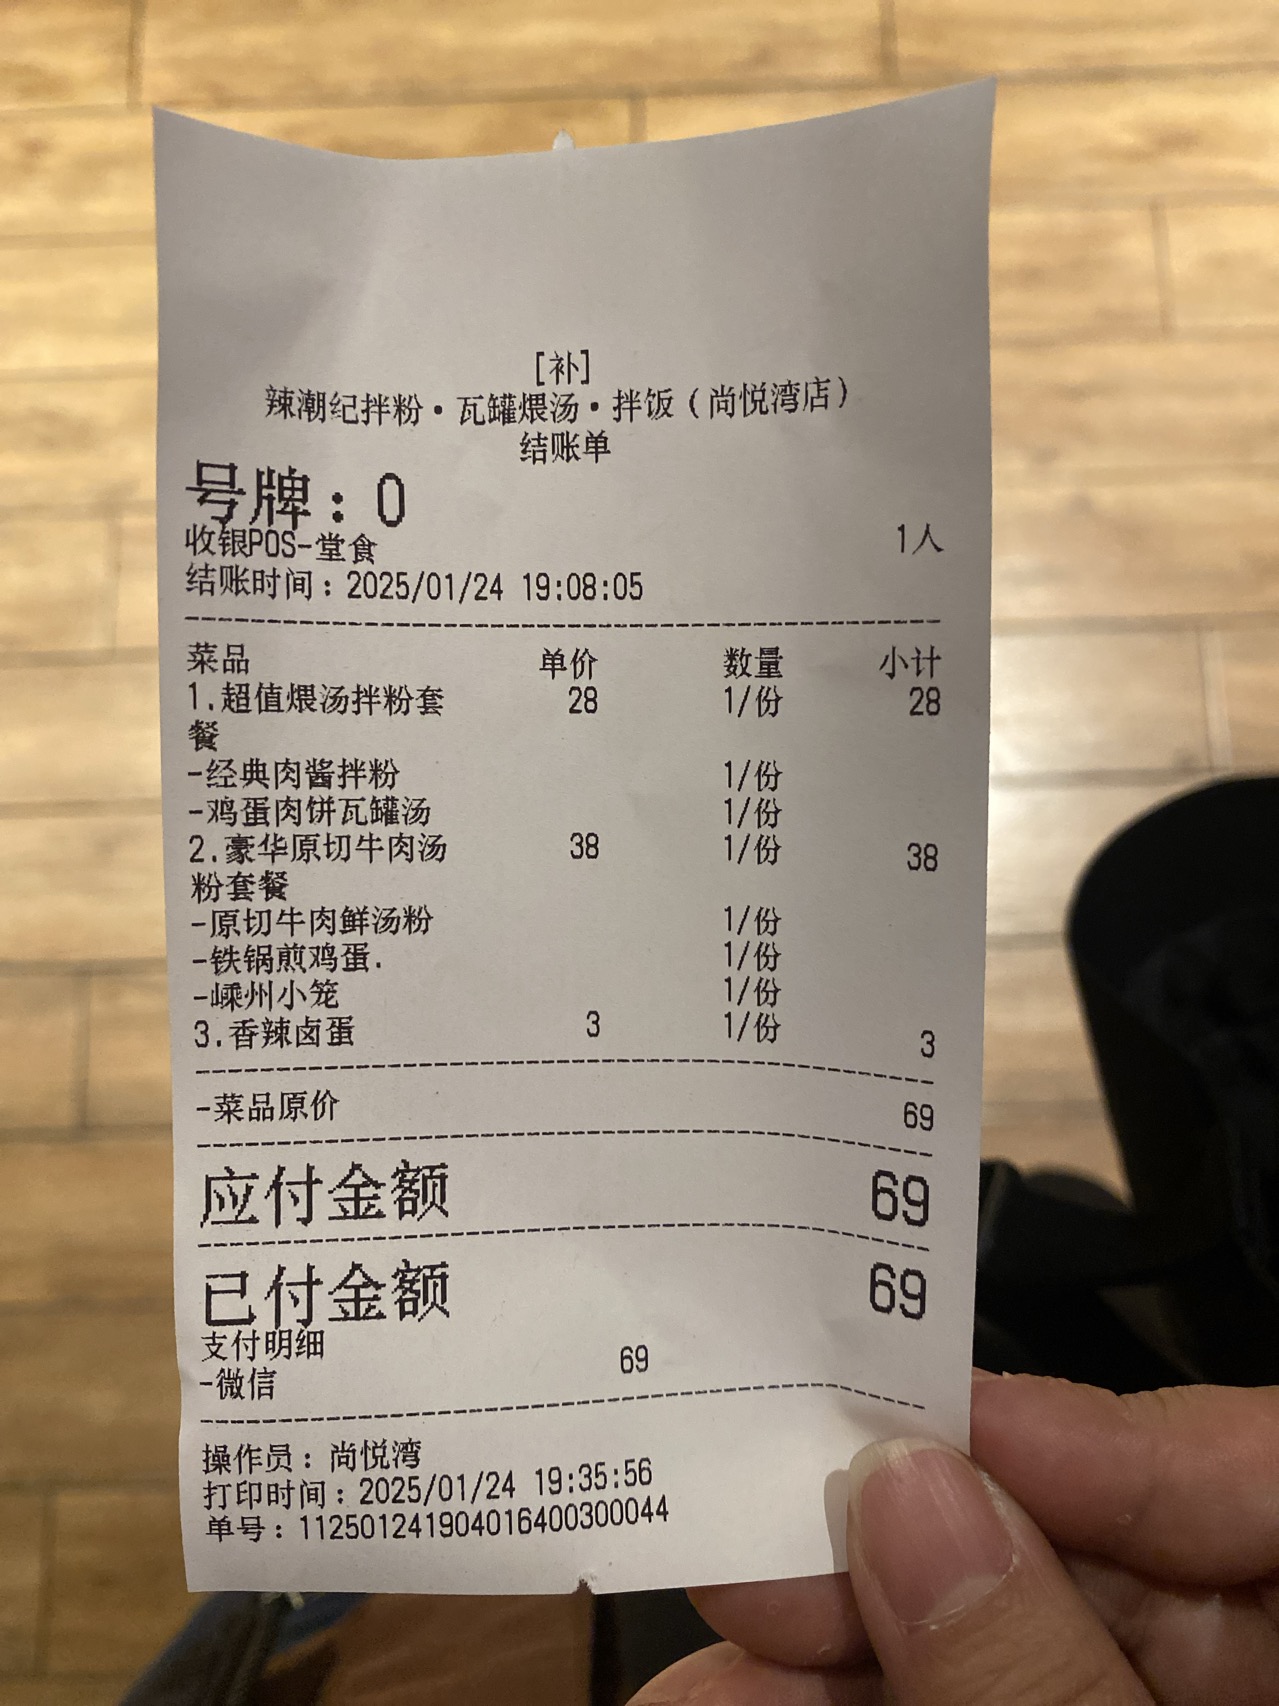 [补]
辣潮纪拌粉·瓦罐煨汤·拌饭(尚悦湾店)
结账单
号牌:0
收银POS-堂食 1人
结账时间:2025/01/24 19:08:05
菜品 单价 数量 小计
1.超值煨汤拌粉套 28 1/份 28
餐
-经典肉酱拌粉 1/份
-鸡蛋肉饼瓦罐汤 1/份
2.豪华原切牛肉汤 38 1/份 38
粉套餐
-原切牛肉鲜汤粉 1/份
-铁锅煎鸡蛋. 1/份
-嵊州小笼 1/份
3.香辣卤蛋 3 1/份 3
-菜品原价 69
应付金额 69
已付金额 69
支付明细
-微信 69
操作员:尚悦湾
打印时间:2025/01/24 19:35:56
单号:112501241904016400300044